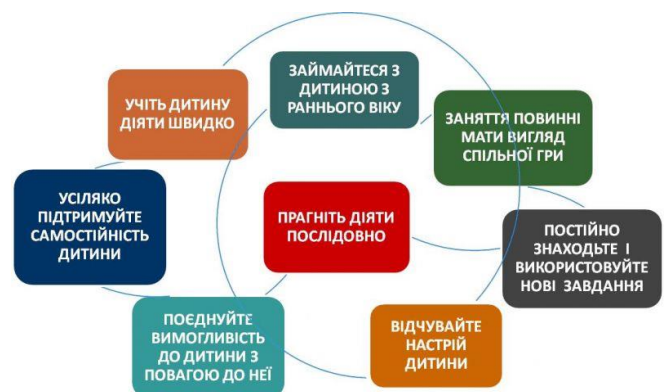 ЗАЙМАЙТЕСЯ З
ДИТИНОЮ З
РАННЬОГО ВІКУ
УЧІТЬ ДИТИНУ
ДІЯТИ ШВИДКО
ЗАНЯТТЯ ПОВИННІ
МАТИ ВИГЛЯД
СПІЛЬНОЇ ГРИ
УСІЛЯКО
ПІДТРИМУЙТЕ
САМОСТІЙНІСТЬ
ДИТИНИ
ПРАГНІТЬ ДІЯТИ
ПОСЛІДОВНО
ПОСТІЙНО
ЗНАХОДЬТЕ І
ВИКОРИСТОВУЙТЕ
НОВІ ЗАВДАННЯ
ПОЄДНУЙТЕ
ВИМОГЛИВІСТЬ
ДО ДИТИНИ З
ПОВАГОЮ ДО НЕЇ
ВІДЧУВАЙТЕ
НАСТРІЙ
ДИТИНИ